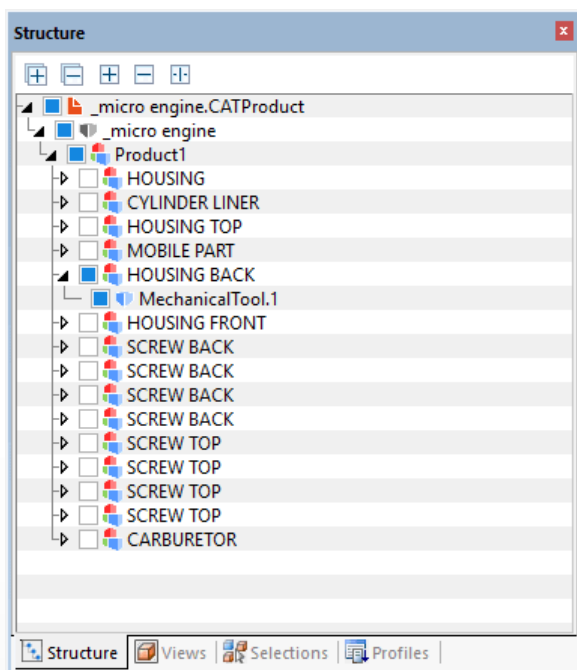 Structure
_micro engine.CATProduct
_micro engine
Product1
HOUSING
CYLINDER LINER
HOUSING TOP
MOBILE PART
HOUSING BACK
MechanicalTool.1
HOUSING FRONT
SCREW BACK
SCREW BACK
SCREW BACK
SCREW BACK
SCREW TOP
SCREW TOP
SCREW TOP
SCREW TOP
CARBURETOR
Structure Views Selections Profiles